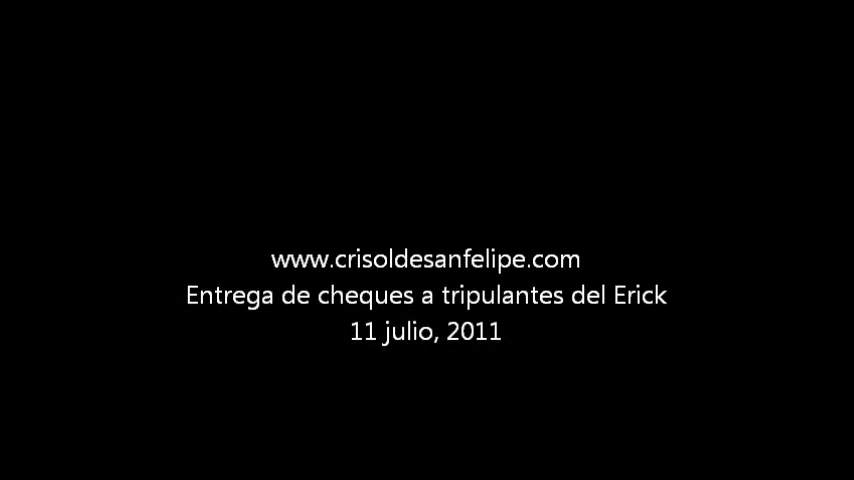 www.crisoldesanfelipe.com
Entrega de cheques a tripulantes del Erick
11 julio, 2011